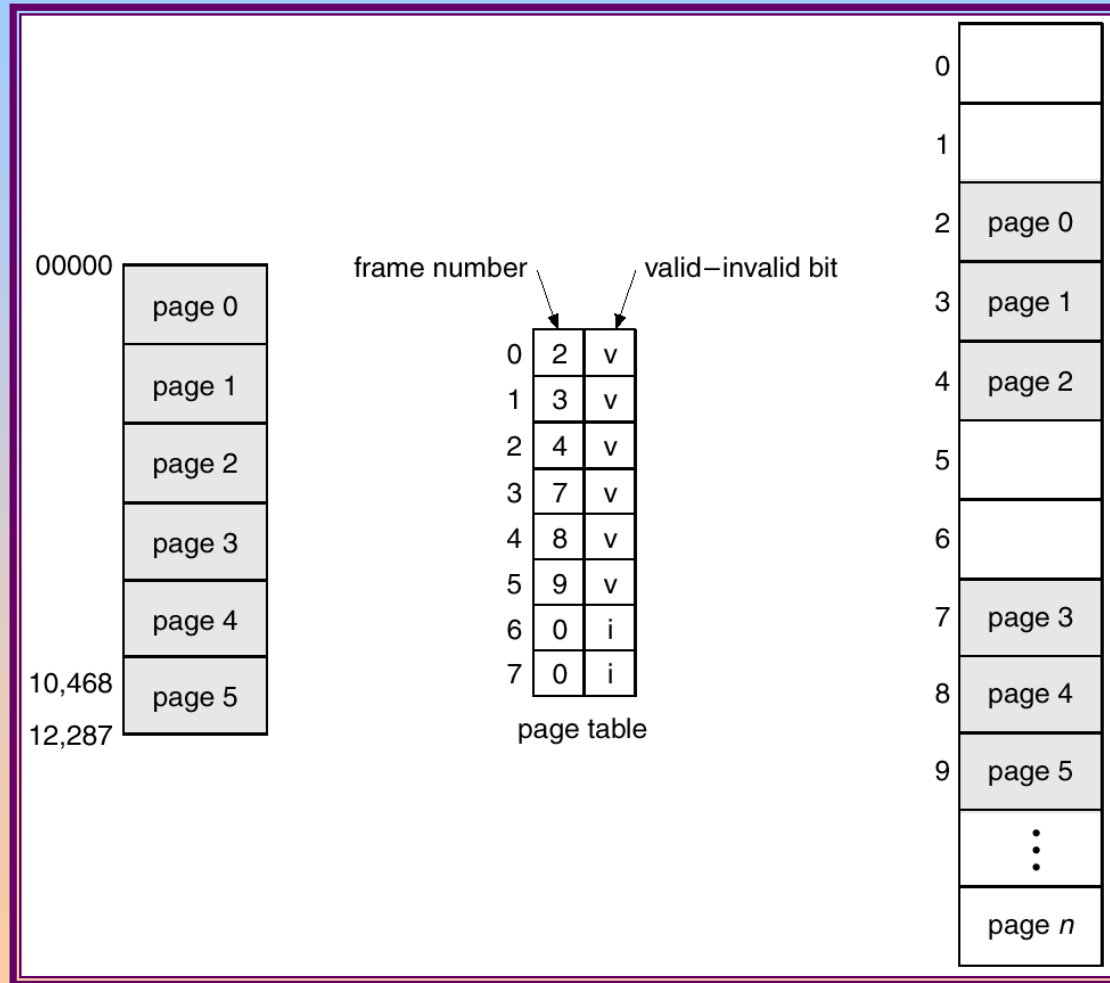 00000
page 0
page 1
page 2
page 3
page 4
10,468
page 5
12,287
frame number
valid–invalid bit
0 2 v
1 3 v
2 4 v
3 7 v
4 8 v
5 9 v
6 0 i
7 0 i
page table
0
1
2 page 0
3 page 1
4 page 2
5
6
7 page 3
8 page 4
9 page 5
⋮
page n